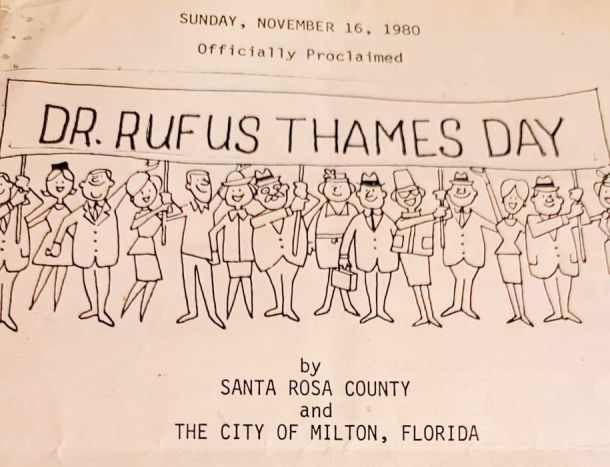 SUNDAY, NOVEMBER 16, 1980
Officially Proclaimed
DR. RUFUS THAMES DAY
by
SANTA ROSA COUNTY
and
THE CITY OF MILTON, FLORIDA